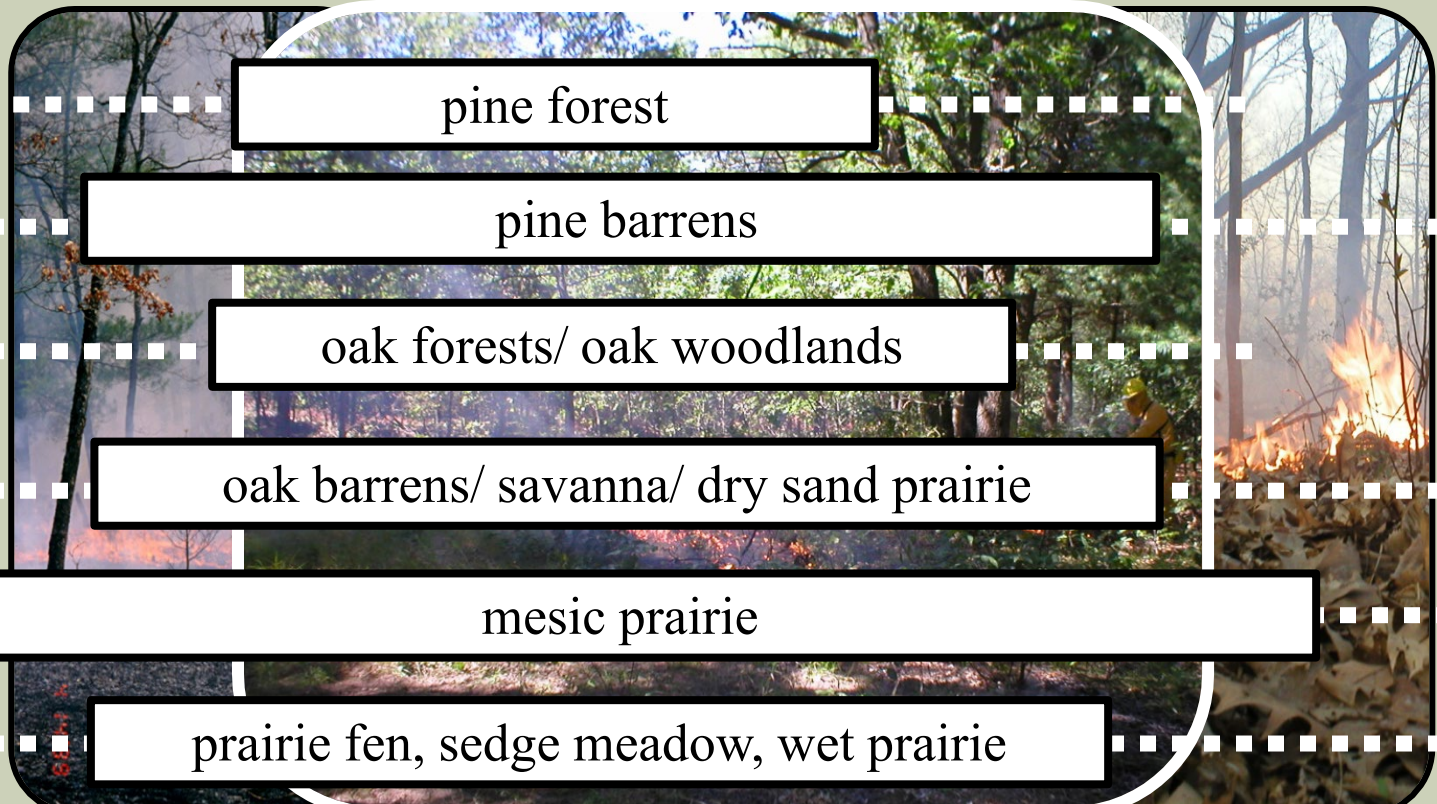 pine forest
pine barrens
oak forests/ oak woodlands
oak barrens/ savanna/ dry sand prairie
mesic prairie
prairie fen, sedge meadow, wet prairie